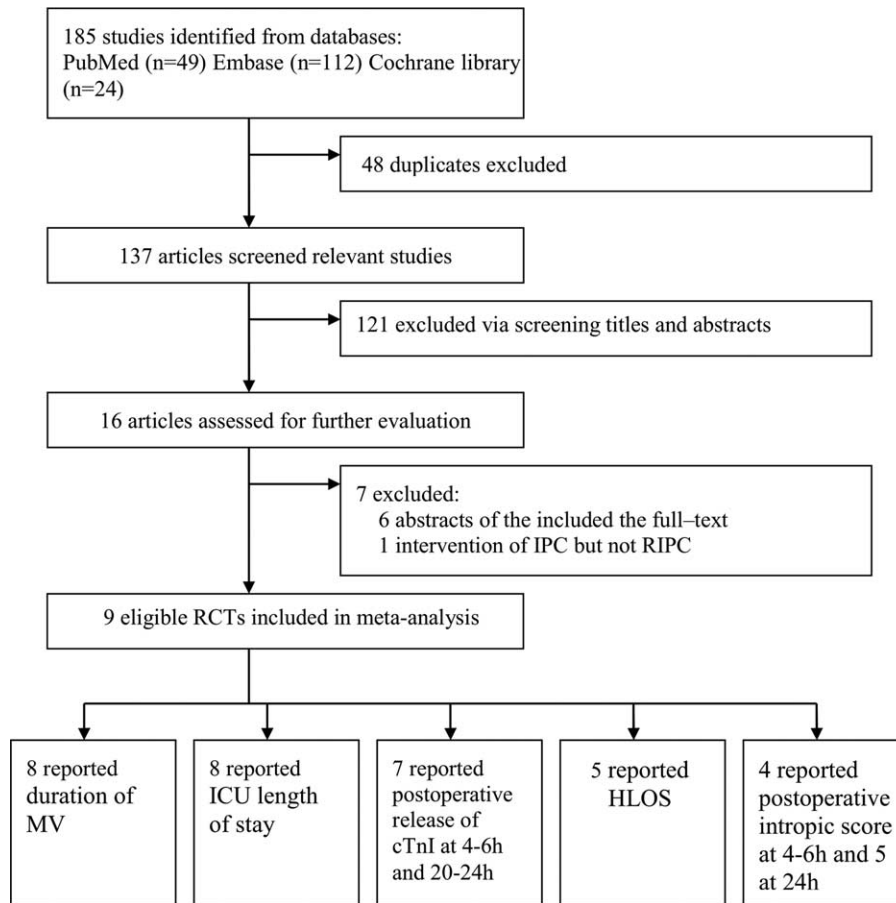 185 studies identified from databases:
PubMed (n=49) Embase (n=112) Cochrane library
(n=24)
48 duplicates excluded
137 articles screened relevant studies
121 excluded via screening titles and abstracts
16 articles assessed for further evaluation
7 excluded:
6 abstracts of the included the full–text
1 intervention of IPC but not RIPC
9 eligible RCTs included in meta-analysis
8 reported
duration of
MV
8 reported
ICU length
of stay
7 reported
postoperative
release of
cTnI at 4-6h
and 20-24h
5 reported
HLOS
4 reported
postoperative
intropic score
at 4-6h and 5
at 24h